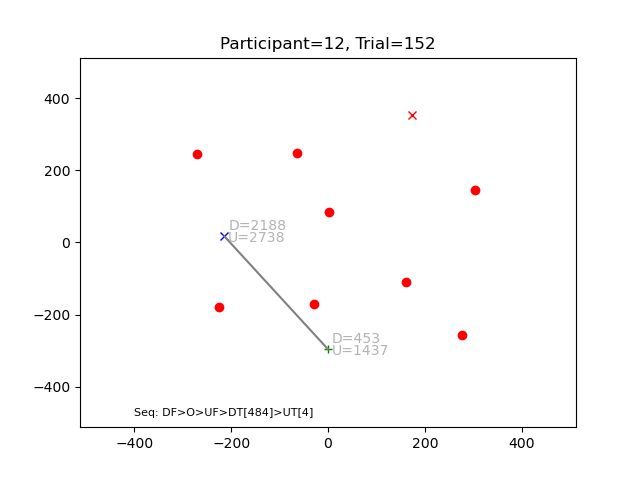 Participant=12, Trial=152
400
200
0
−200
−400
D=2188
U=2738
D=453
U=1437
Seq: DF>O>UF>DT[484]>UT[4]
−400
−200
0
200
400